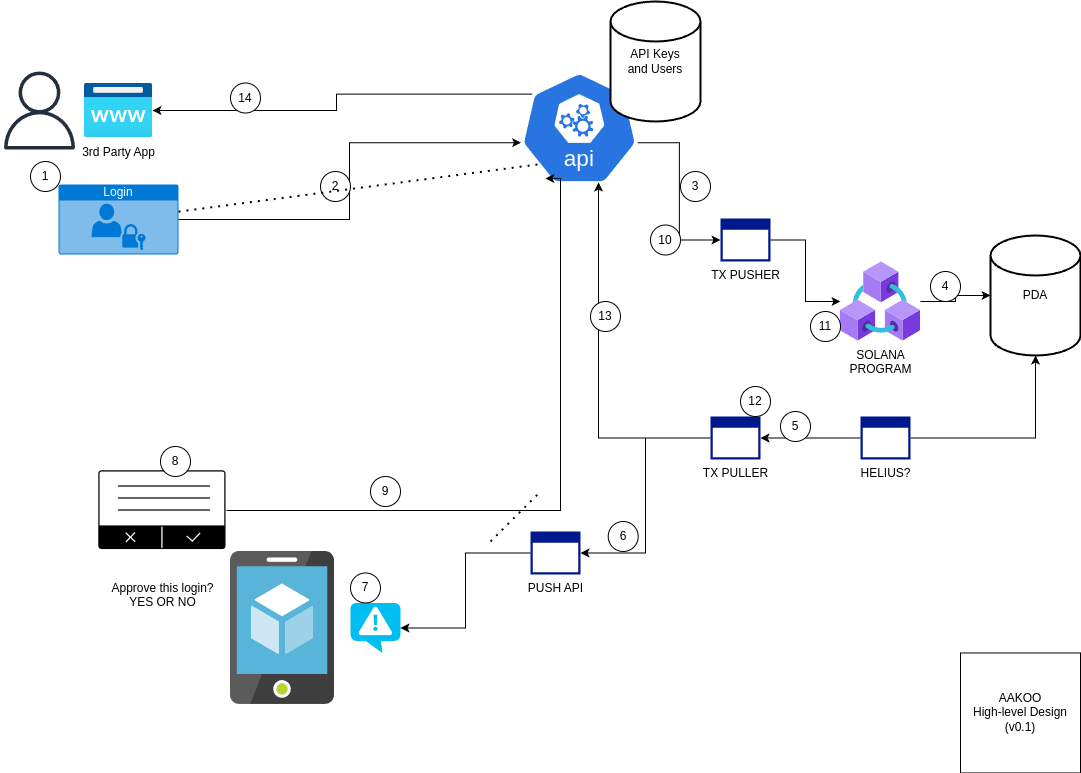 API Keys
and Users
14
WWW
3rd Party App
api
1
Login
2
3
10
TX PUSHER
4
PDA
11
SOLANA
PROGRAM
13
12
5
TX PULLER
HELIUS?
8
9
6
PUSH API
Approve this login?
YES OR NO
7
AAKOO
High-level Design
(v0.1)